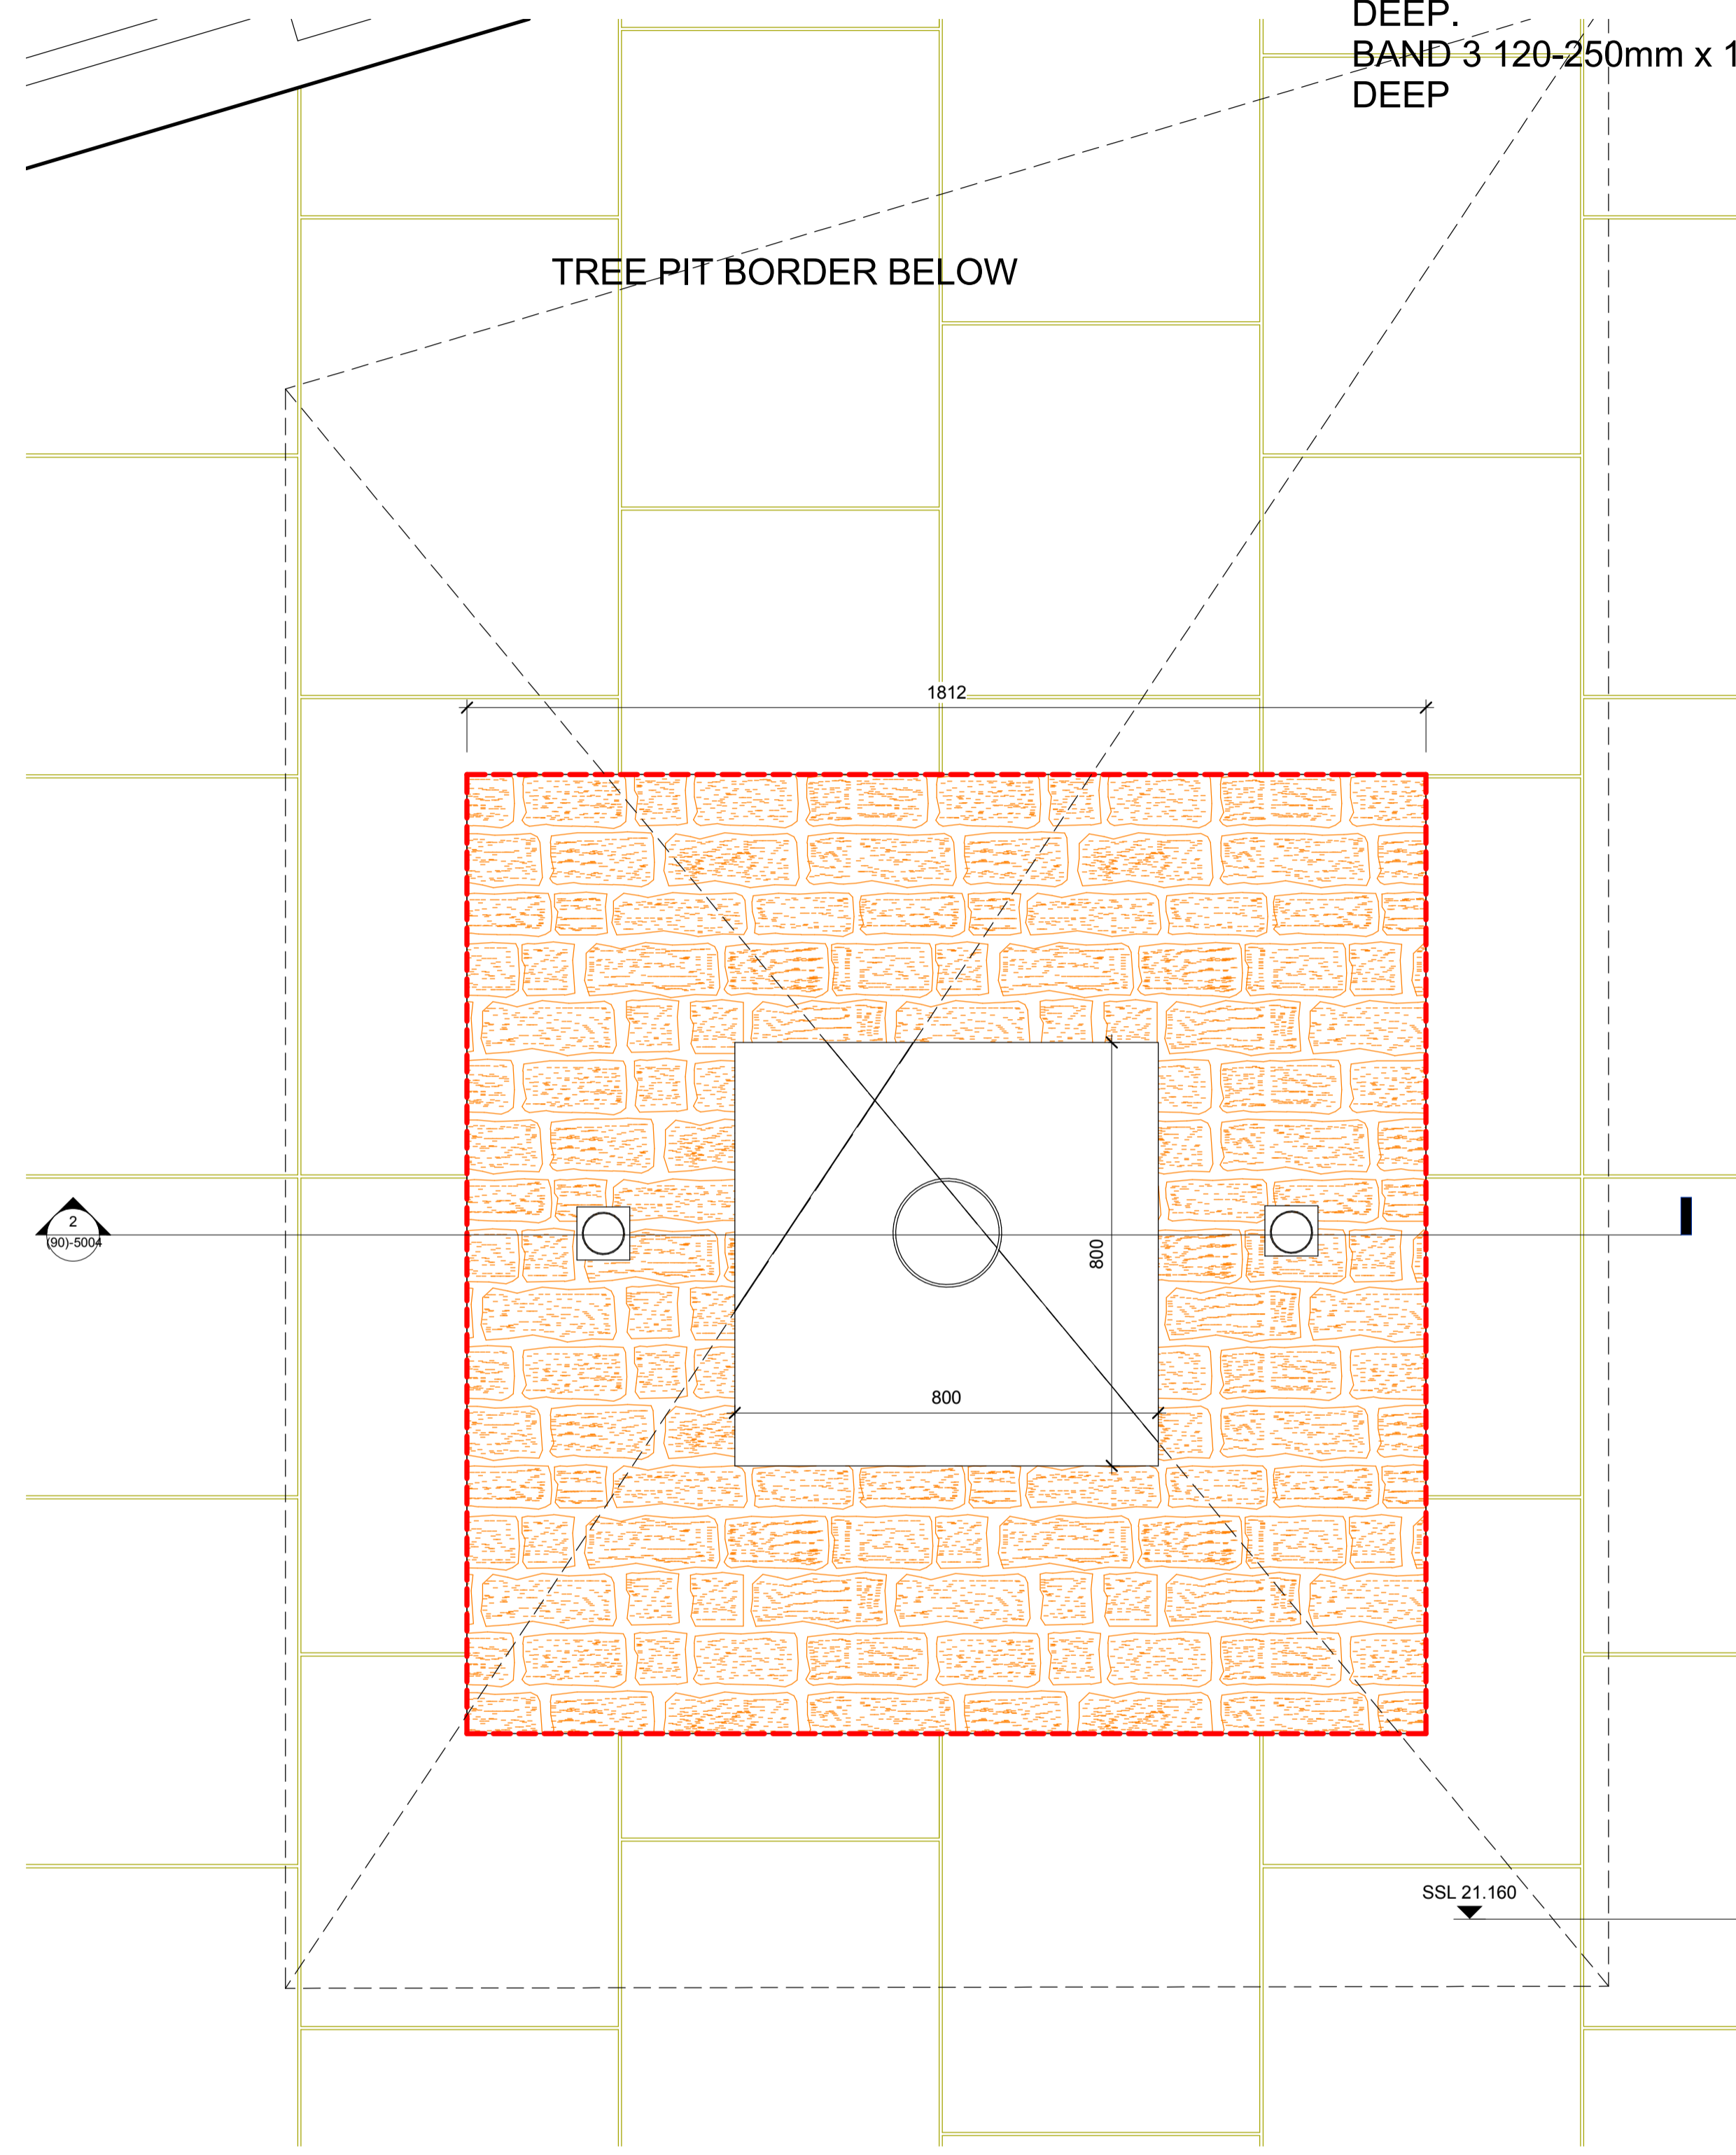 DEEP.
BAND 3 120-250mm x 1
DEEP
TREE PIT BORDER BELOW
1812
2
(90)-5004
800
800
SSL 21.160